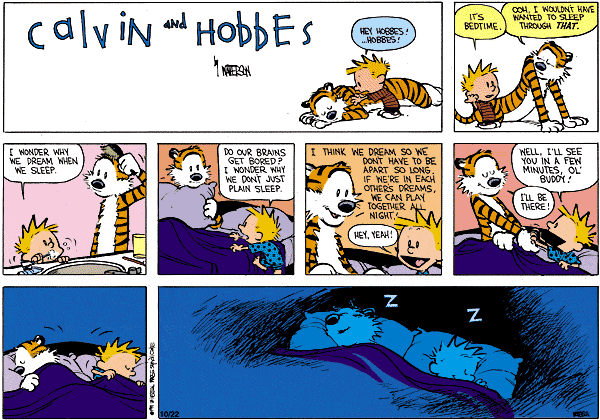 CALVIN AND HOBBES
BY WATTERSON
HEY HOBBES!
..HOBBES!
IT'S
BEDTIME.
OOH, I WOULDN'T HAVE
WANTED TO SLEEP
THROUGH THAT.
I WONDER WHY
WE DREAM WHEN
WE SLEEP.
DO OUR BRAINS
GET BORED?
I WONDER WHY
WE DON'T JUST
PLAIN SLEEP.
I THINK WE DREAM SO WE
DON'T HAVE TO BE
APART SO LONG.
IF WE'RE IN EACH
OTHERS DREAMS,
WE CAN PLAY
TOGETHER ALL
NIGHT.
HEY, YEAH!
WELL, I'LL SEE
YOU IN A FEW
MINUTES, OL'
BUDDY!
I'LL BE
THERE!
Z
Z
10/22